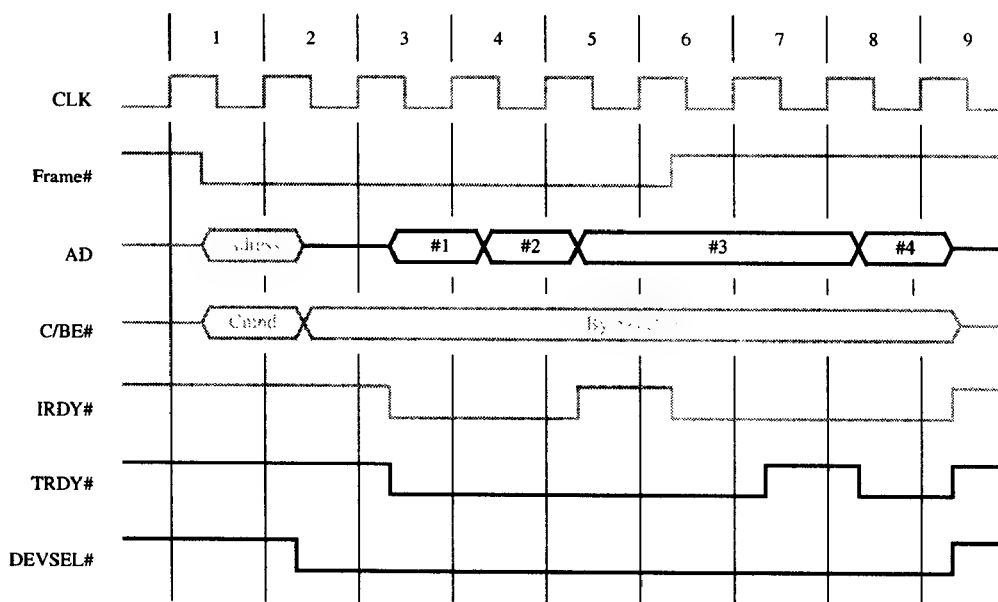 1 2 3 4 5 6 7 8 9
CLK
Frame#
AD #1 #2 #3 #4
C/BE# Cmnd
IRDY#
TRDY#
DEVSEL#